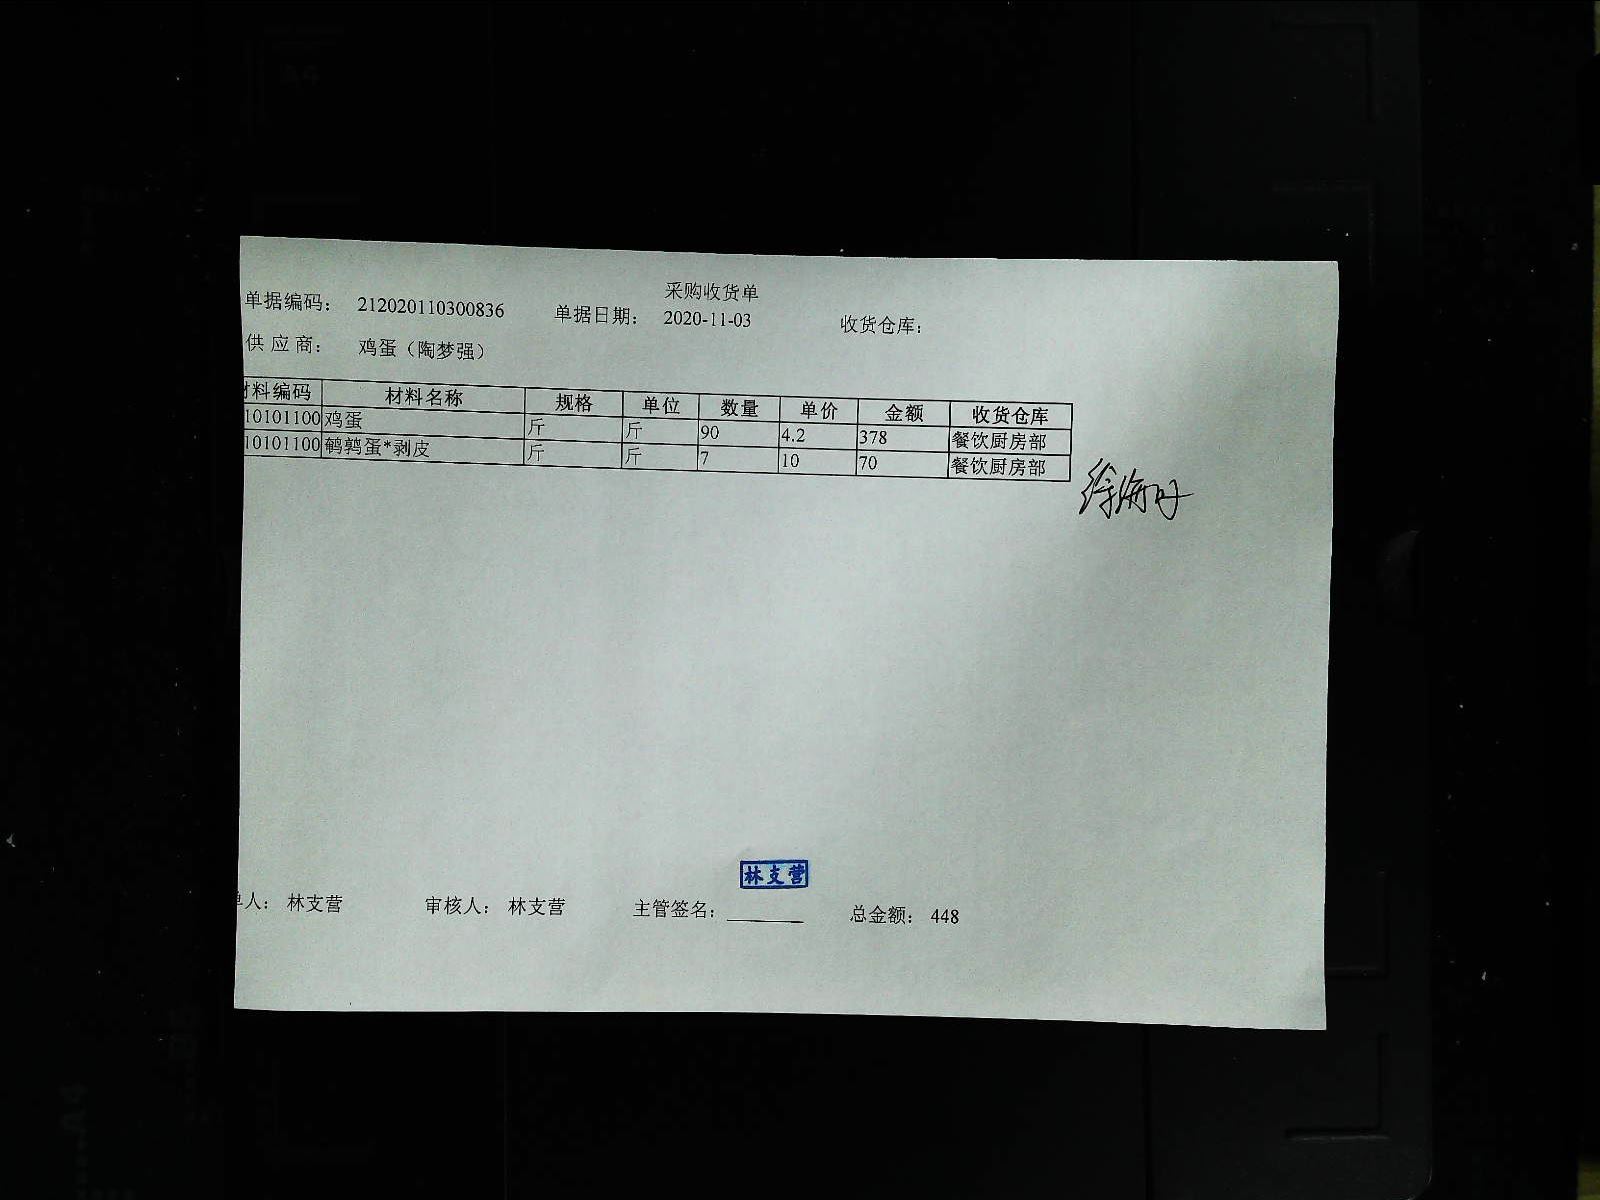 采购收货单
单据编码： 212020110300836 单据日期： 2020-11-03 收货仓库：
供 应 商： 鸡蛋（陶梦强）
材料编码 材料名称 规格 单位 数量 单价 金额 收货仓库
10101100 鸡蛋 斤 斤 90 4.2 378 餐饮厨房部
10101100 鹌鹑蛋*剥皮 斤 斤 7 10 70 餐饮厨房部
林支营
单人： 林支营 审核人： 林支营 主管签名： 总金额： 448